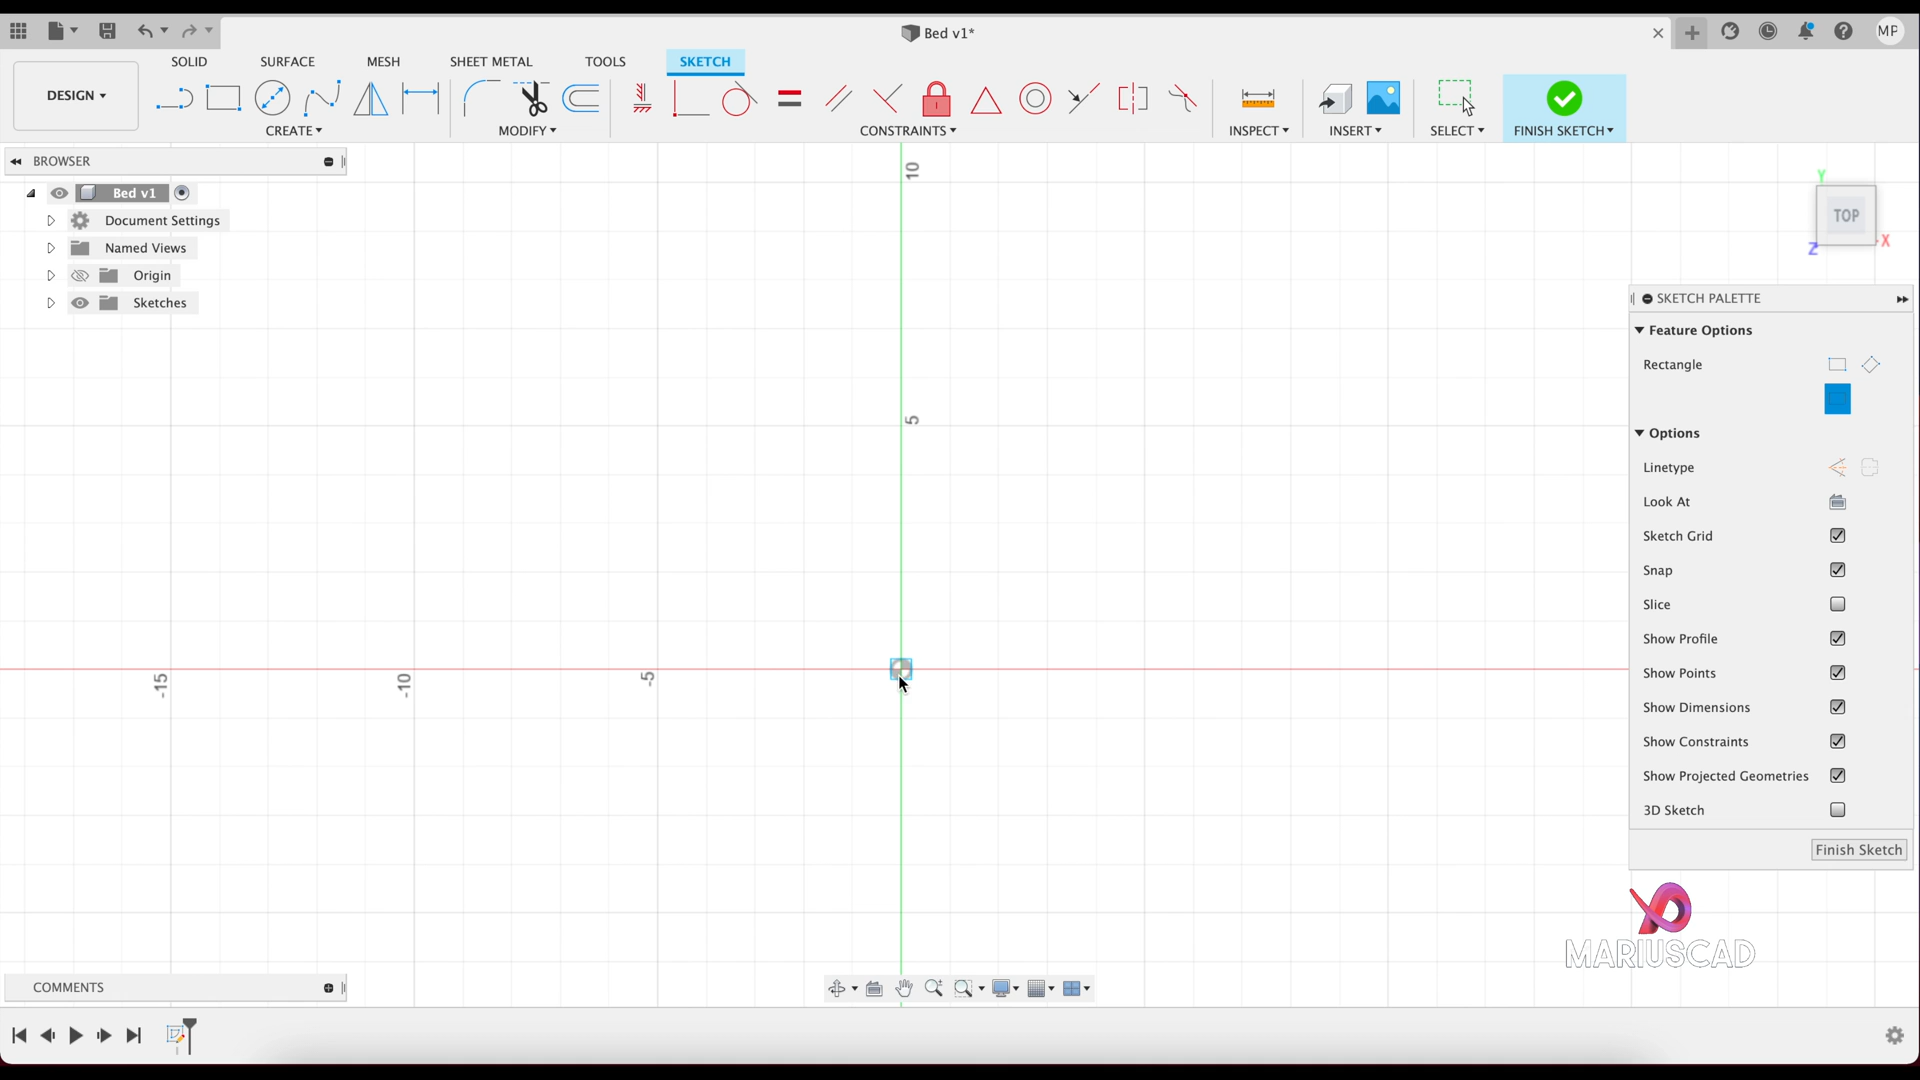 Bed v1*
MP
SOLID
SURFACE
MESH
SHEET METAL
TOOLS
SKETCH
DESIGN
CREATE
MODIFY
CONSTRAINTS
INSPECT
INSERT
SELECT
FINISH SKETCH
BROWSER
Bed v1
Document Settings
Named Views
Origin
Sketches
10
5
-5
-10
-15
Y
TOP
X
Z
SKETCH PALETTE
Feature Options
Rectangle
Options
Linetype
Look At
Sketch Grid
Snap
Slice
Show Profile
Show Points
Show Dimensions
Show Constraints
Show Projected Geometries
3D Sketch
Finish Sketch
MARIUSCAD
COMMENTS